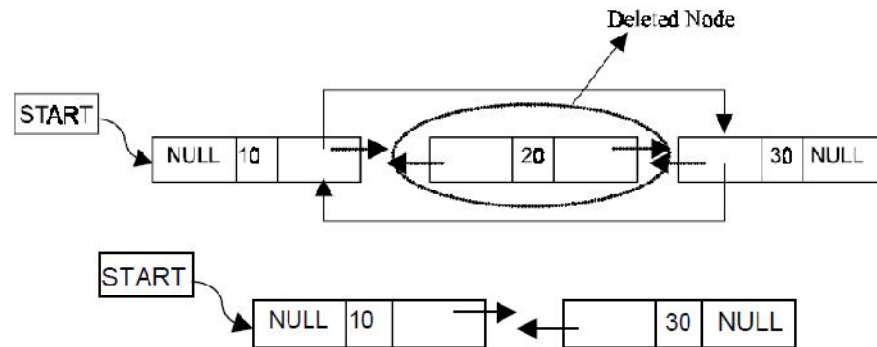 Deleted Node
START
NULL 10 20 30 NULL
START
NULL 10 30 NULL